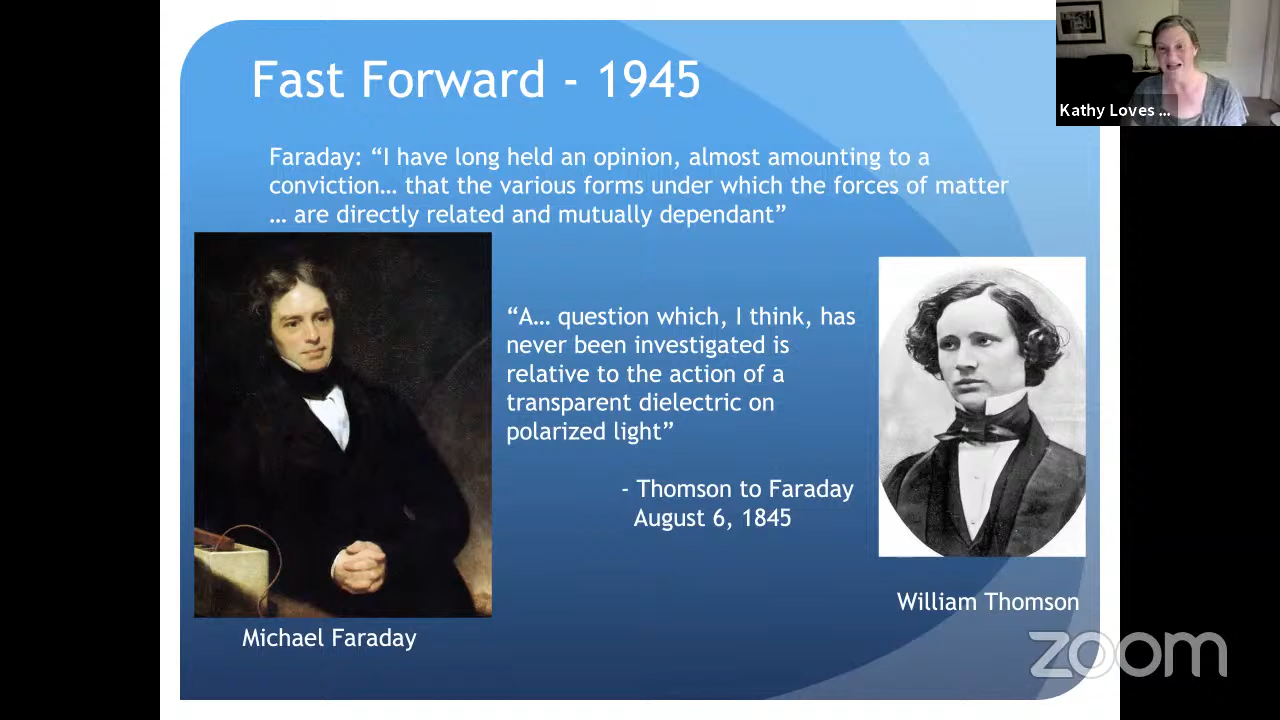 Fast Forward - 1945
Kathy Loves ...
Faraday: “I have long held an opinion, almost amounting to a
conviction… that the various forms under which the forces of matter
… are directly related and mutually dependant”
“A… question which, I think, has
never been investigated is
relative to the action of a
transparent dielectric on
polarized light”
- Thomson to Faraday
August 6, 1845
William Thomson
Michael Faraday
zoom